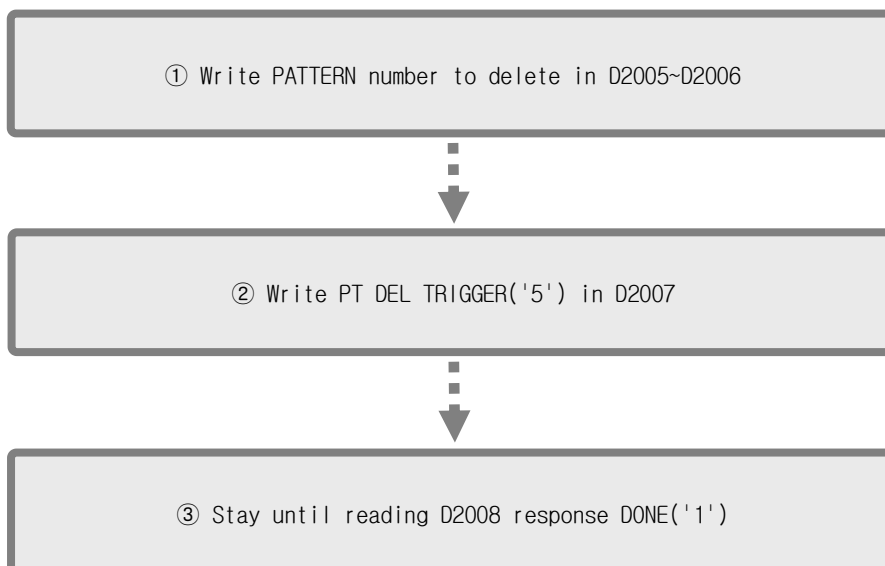 ① Write PATTERN number to delete in D2005~D2006
② Write PT DEL TRIGGER('5') in D2007
③ Stay until reading D2008 response DONE('1')